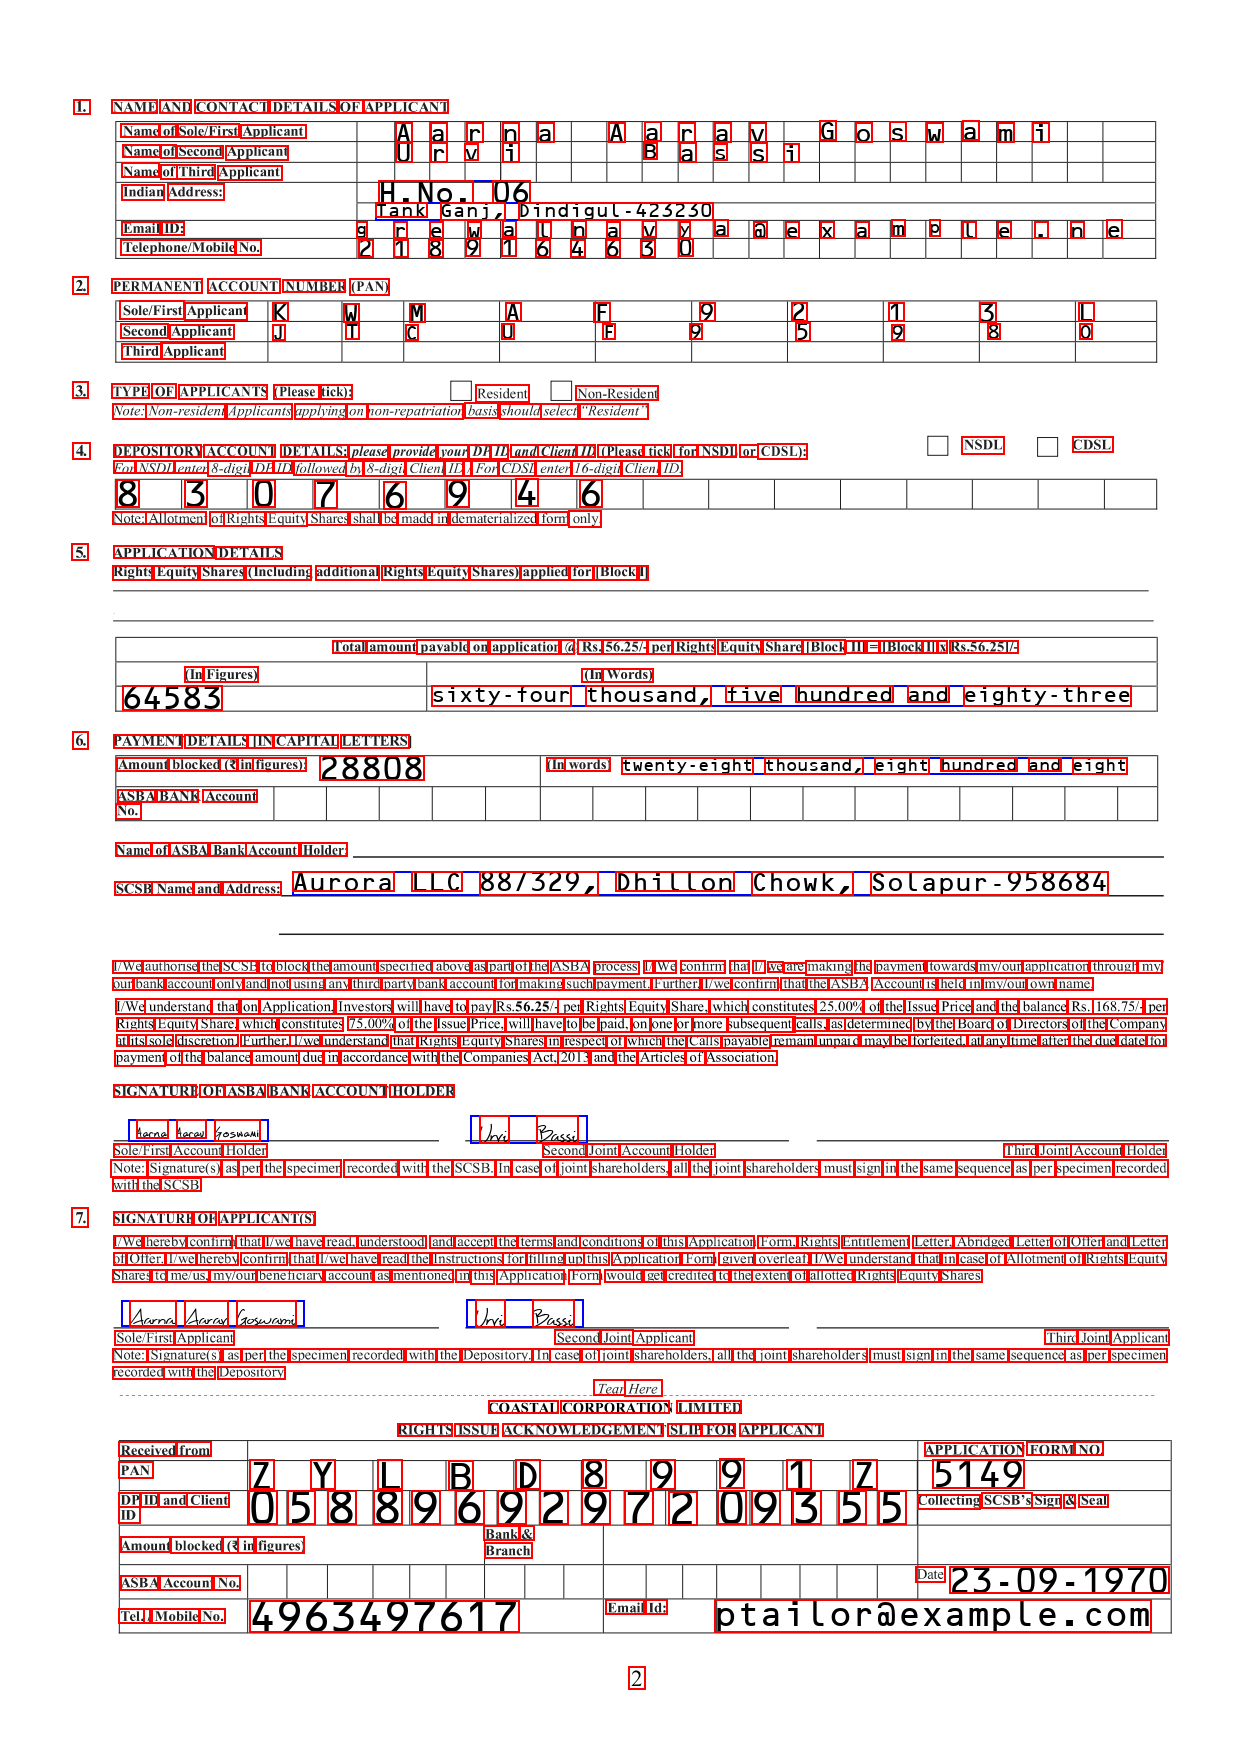 1. NAME AND CONTACT DETAILS OF APPLICANT
Name of Sole/First Applicant Aarna Aarav Goswami
Name of Second Applicant Urvi Bassi
Name of Third Applicant
Indian Address: H.No. 06
Tank Ganj, Dindigul-423230
Email ID: grewalnavya@example.ne
Telephone/Mobile No. 2189164630
2. PERMANENT ACCOUNT NUMBER (PAN)
Sole/First Applicant K W M A F 9 2 1 3 L
Second Applicant J T C U F 9 5 9 8 O
Third Applicant
3. TYPE OF APPLICANTS (Please tick): Resident Non-Resident
Note: Non-resident Applicants applying on non-repatriation basis should select "Resident"
4. DEPOSITORY ACCOUNT DETAILS: please provide your DP ID and Client ID (Please tick for NSDL or CDSL): NSDL CDSL
For NSDL enter 8-digit DP ID followed by 8-digit Client ID / For CDSL enter 16-digit Client ID.
8 3 0 7 6 9 4 6
Note: Allotment of Rights Equity Shares shall be made in dematerialized form only.
5. APPLICATION DETAILS
Rights Equity Shares (Including additional Rights Equity Shares) applied for [Block I]
Total amount payable on application @ Rs. 56.25/- per Rights Equity Share [Block II] = [Block I] x Rs.56.25]/-
(In Figures) (In Words)
64583 sixty-four thousand, five hundred and eighty-three
6. PAYMENT DETAILS [IN CAPITAL LETTERS]
Amount blocked (₹ in figures): 28808 (In words) twenty-eight thousand, eight hundred and eight
ASBA BANK Account
No.
Name of ASBA Bank Account Holder:
SCSB Name and Address: Aurora LLC 887329, Dhillon Chowk, Solapur-958684
I/We authorise the SCSB to block the amount specified above as part of the ASBA process. I/We confirm that I/we are making the payment towards my/our application through my/
our bank account only and not using any third party bank account for making such payment. Further, I/we confirm that the ASBA Account is held in my/our own name.
I/We understand that on Application, Investors will have to pay Rs.56.25/- per Rights Equity Share, which constitutes 25.00% of the Issue Price and the balance Rs. 168.75/- per
Rights Equity Share, which constitutes 75.00% of the Issue Price, will have to be paid, on one or more subsequent calls, as determined by the Board of Directors of the Company
at its sole discretion. Further, I/we understand that Rights Equity Shares in respect of which the Calls payable remain unpaid may be forfeited, at any time after the due date for
payment of the balance amount due in accordance with the Companies Act, 2013 and the Articles of Association.
SIGNATURE OF ASBA BANK ACCOUNT HOLDER
Aarna Aarav Goswami Urvi Bassi
Sole/First Account Holder Second Joint Account Holder Third Joint Account Holder
Note: Signature(s) as per the specimen recorded with the SCSB. In case of joint shareholders, all the joint shareholders must sign in the same sequence as per specimen recorded
with the SCSB
7. SIGNATURE OF APPLICANT(S)
I/We hereby confirm that I/we have read, understood and accept the terms and conditions of this Application Form, Rights Entitlement Letter, Abridged Letter of Offer and Letter
of Offer. I/we hereby confirm that I/we have read the Instructions for filling up this Application Form given overleaf. I/We understand that in case of Allotment of Rights Equity
Shares to me/us, my/our beneficiary account as mentioned in this Application Form would get credited to the extent of allotted Rights Equity Shares
Aarna Aarav Goswami Urvi Bassi
Sole/First Applicant Second Joint Applicant Third Joint Applicant
Note: Signature(s) as per the specimen recorded with the Depository. In case of joint shareholders, all the joint shareholders must sign in the same sequence as per specimen
recorded with the Depository
Tear Here
COASTAL CORPORATION LIMITED
RIGHTS ISSUE ACKNOWLEDGEMENT SLIP FOR APPLICANT
Received from APPLICATION FORM NO.
PAN Z Y L B D 8 9 9 1 Z 5149
DP ID and Client
ID 0588969297209355 Collecting SCSB's Sign & Seal
Amount blocked (₹ in figures) Bank &
Branch
ASBA Account No. Date 23-09-1970
Tel./ Mobile No. 4963497617 Email Id: ptailor@example.com
2